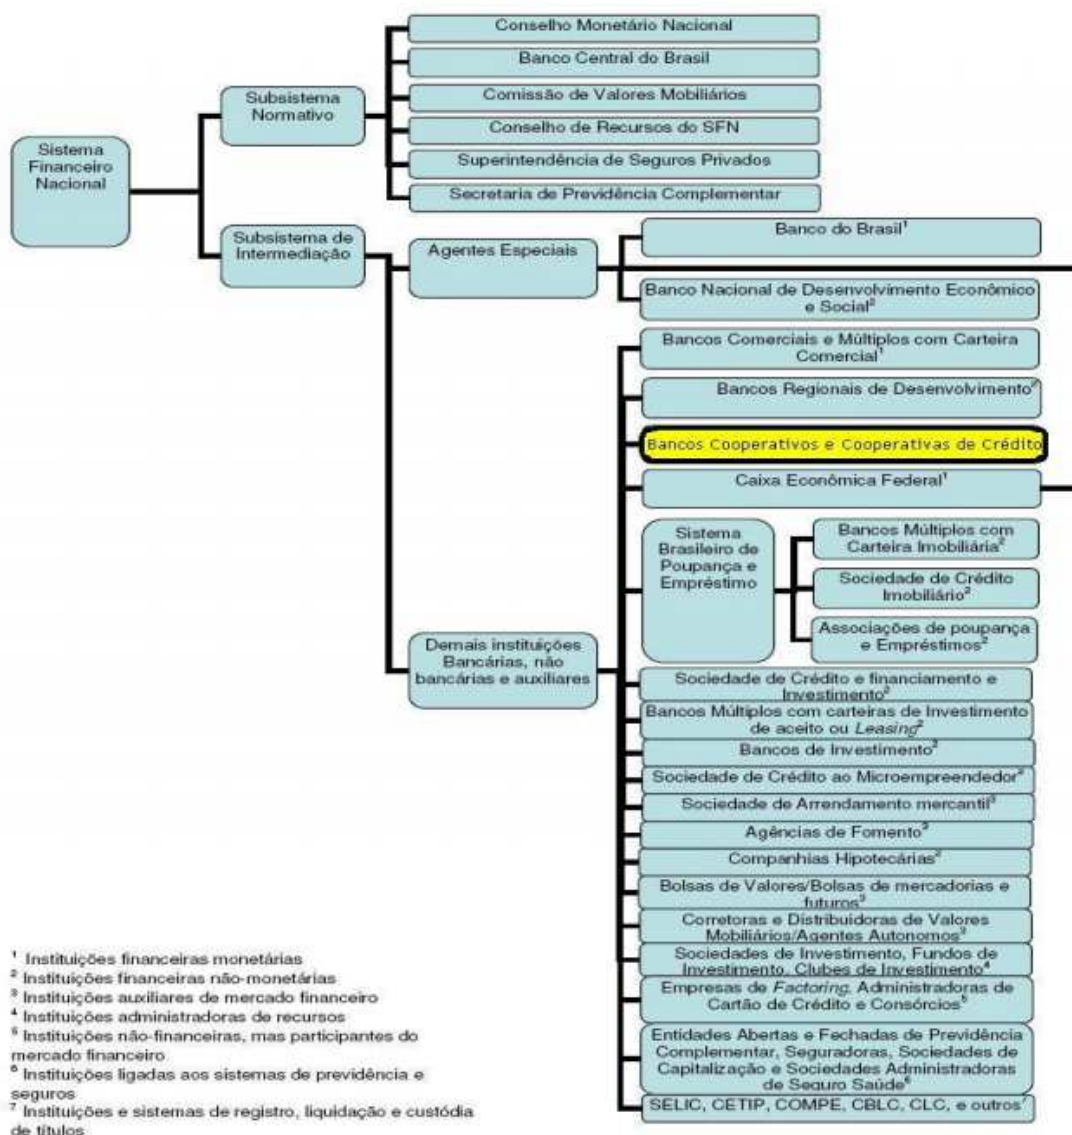 Conselho Monetário Nacional
Banco Central do Brasil
Subsistema
Normativo
Comissão de Valores Mobiliários
Conselho de Recursos do SFN
Sistema
Financeiro
Nacional
Superintendência de Seguros Privados
Secretaria de Previdência Complementar
Subsistema de
Intermediação
Agentes Especiais
Banco do Brasil¹
Banco Nacional de Desenvolvimento Econômico
e Social²
Bancos Comerciais e Múltiplos com Carteira
Comercial¹
Bancos Regionais de Desenvolvimento²
Bancos Cooperativos e Cooperativas de Crédito
Caixa Econômica Federal¹
Sistema
Brasileiro de
Poupança e
Empréstimo
Bancos Múltiplos com
Carteira Imobiliária²
Sociedade de Crédito
Imobiliário²
Associações de poupança
e Empréstimos²
Demais instituições
Bancárias, não
bancárias e auxiliares
Sociedade de Crédito e financiamento e
Investimento²
Bancos Múltiplos com carteiras de Investimento
de aceito ou Leasing²
Bancos de Investimento²
Sociedade de Crédito ao Microempreendedor²
Sociedade de Arrendamento mercantil³
Agências de Fomento³
Companhias Hipotecárias²
Bolsas de Valores/Bolsas de mercadorias e
futuros³
Corretoras e Distribuidoras de Valores
Mobiliários/Agentes Autonomos³
Sociedades de Investimento, Fundos de
Investimento, Clubes de Investimento⁴
Empresas de Factoring, Administradoras de
Cartão de Crédito e Consórcios⁵
Entidades Abertas e Fechadas de Previdência
Complementar, Seguradoras, Sociedades de
Capitalização e Sociedades Administradoras
de Seguro Saúde⁶
SELIC, CETIP, COMPE, CBLC, CLC, e outros⁷
¹ Instituições financeiras monetárias
² Instituições financeiras não-monetárias
³ Instituições auxiliares de mercado financeiro
⁴ Instituições administradoras de recursos
⁵ Instituições não-financeiras, mas participantes do
mercado financeiro
⁶ Instituições ligadas aos sistemas de previdência e
seguros
⁷ Instituições e sistemas de registro, liquidação e custódia
de títulos